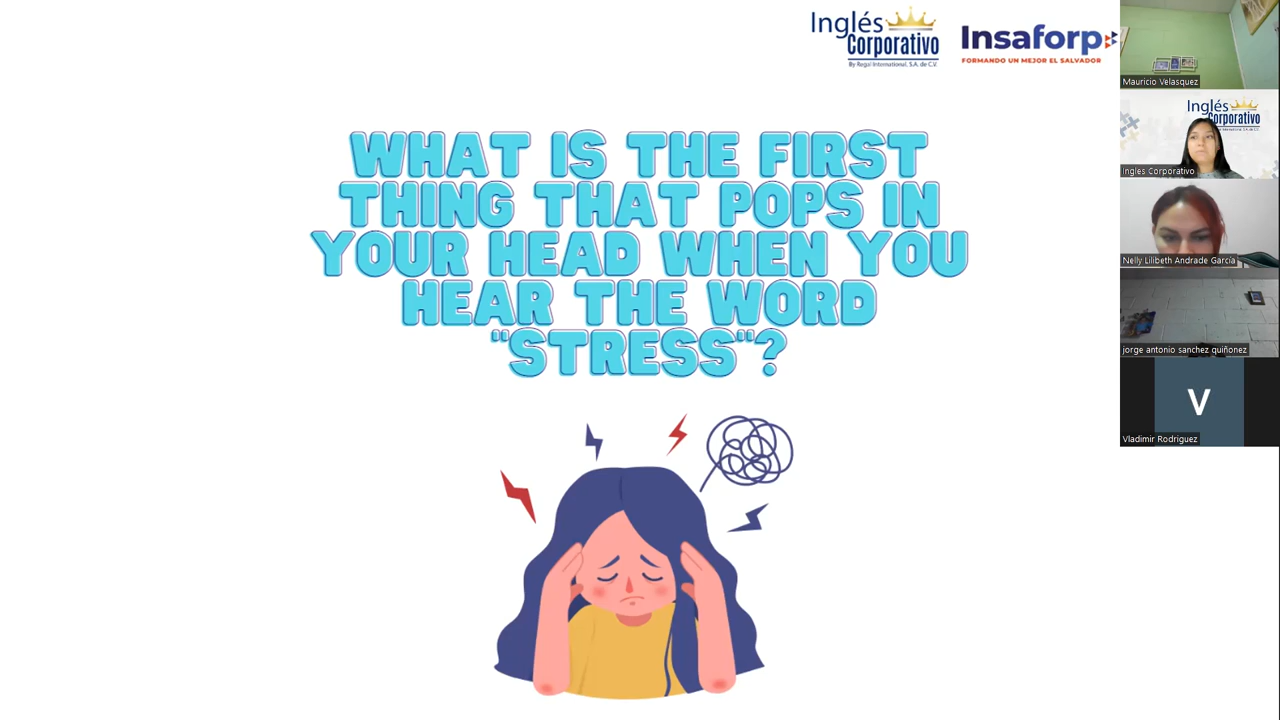 Inglés
Corporativo
By Regal International, S.A. de C.V.
Insaforp
FORMANDO UN MEJOR EL SALVADOR
WHAT IS THE FIRST
THING THAT POPS IN
YOUR HEAD WHEN YOU
HEAR THE WORD
"STRESS"?
Mauricio Velasquez
Inglés
Corporativo
Ingles Corporativo
Nelly Lilibeth Andrade García
jorge antonio sanchez quiñonez
V
Vladimir Rodriguez